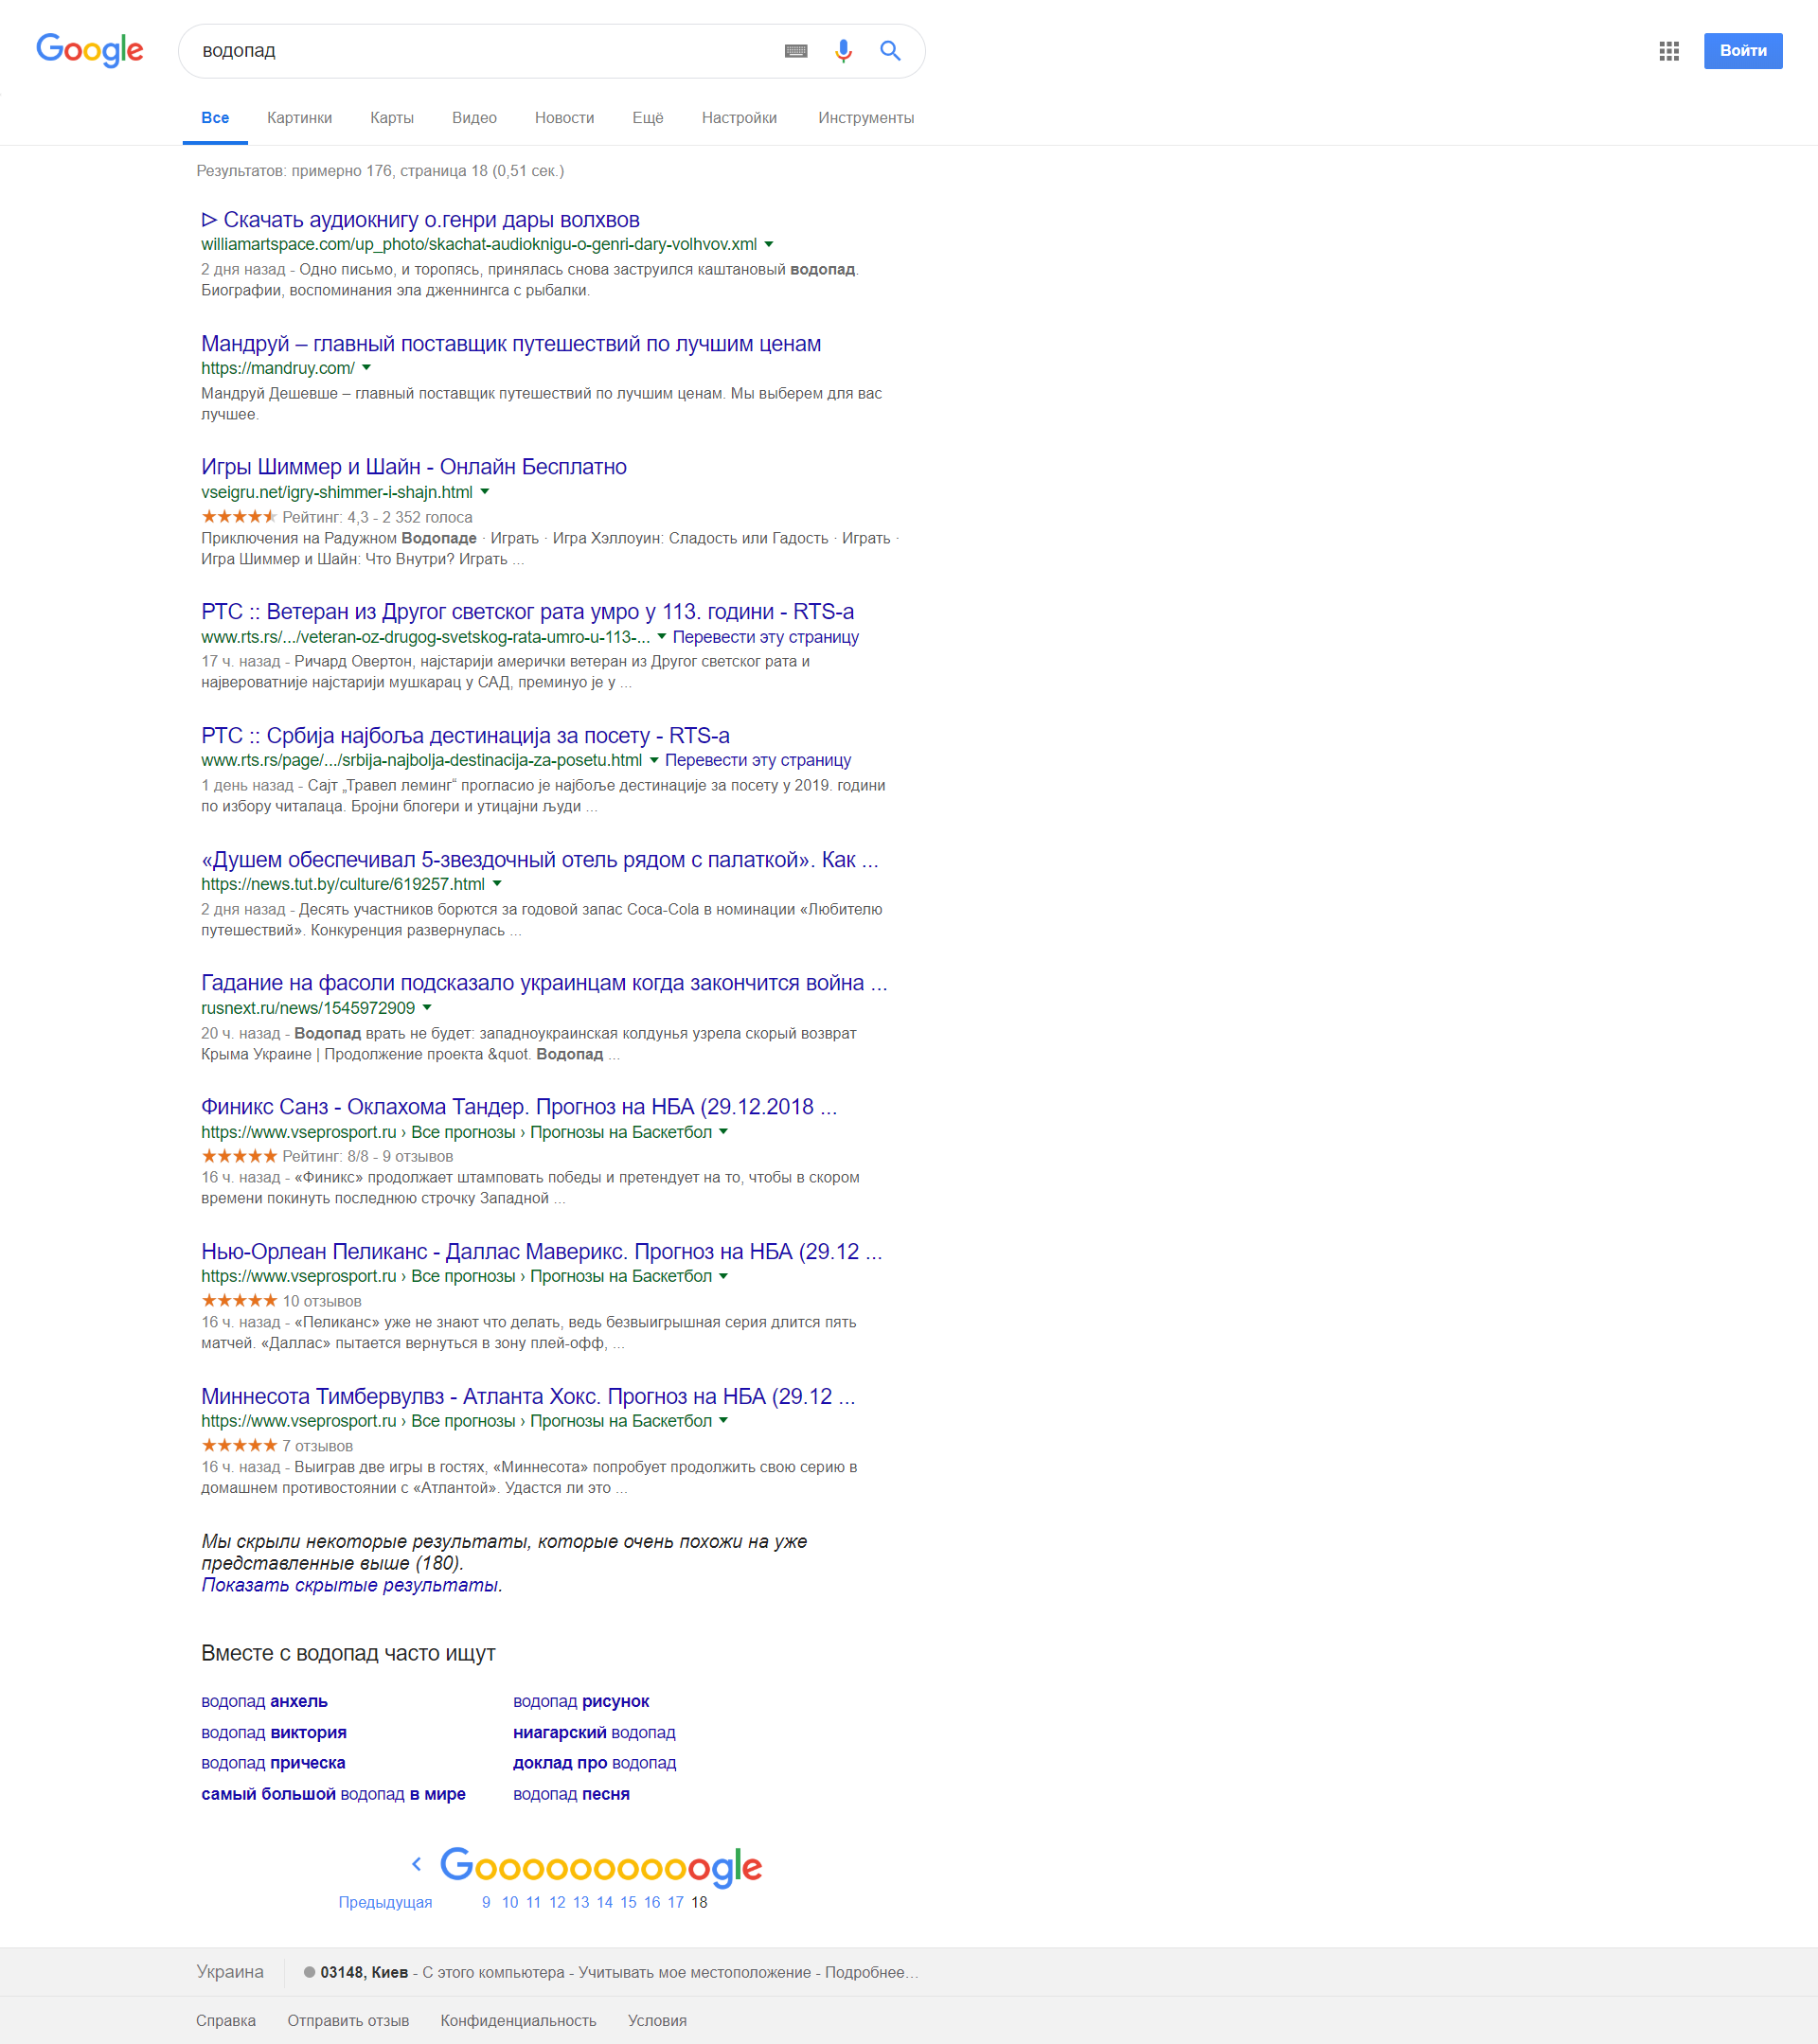 Google
водопад
Войти
Все Картинки Карты Видео Новости Ещё Настройки Инструменты
Результатов: примерно 176, страница 18 (0,51 сек.)
ᐅ Скачать аудиокнигу о.генри дары волхвов
williamartspace.com/up_photo/skachat-audioknigu-o-genri-dary-volhvov.xml
2 дня назад - Одно письмо, и торопясь, принялась снова заструился каштановый водопад.
Биографии, воспоминания эла дженнингса с рыбалки.
Мандруй – главный поставщик путешествий по лучшим ценам
https://mandruy.com/
Мандруй Дешевше – главный поставщик путешествий по лучшим ценам. Мы выберем для вас
лучшее.
Игры Шиммер и Шайн - Онлайн Бесплатно
vseigru.net/igry-shimmer-i-shajn.html
Рейтинг: 4,3 - 2 352 голоса
Приключения на Радужном Водопаде · Играть · Игра Хэллоуин: Сладость или Гадость · Играть ·
Игра Шиммер и Шайн: Что Внутри? Играть ...
РТС :: Ветеран из Другог светског рата умро у 113. години - RTS-a
www.rts.rs/.../veteran-oz-drugog-svetskog-rata-umro-u-113-... Перевести эту страницу
17 ч. назад - Ричард Овертон, најстарији амерички ветеран из Другог светског рата и
највероватније најстарији мушкарац у САД, преминуо је у ...
РТС :: Србија најбоља дестинација за посету - RTS-a
www.rts.rs/page/.../srbija-najbolja-destinacija-za-posetu.html Перевести эту страницу
1 день назад - Сајт „Травел леминг“ прогласио је најбоље дестинације за посету у 2019. години
по избору читалаца. Бројни блогери и утицајни људи ...
«Душем обеспечивал 5-звездочный отель рядом с палаткой». Как ...
https://news.tut.by/culture/619257.html
2 дня назад - Десять участников борются за годовой запас Coca-Cola в номинации «Любителю
путешествий». Конкуренция развернулась ...
Гадание на фасоли подсказало украинцам когда закончится война ...
rusnext.ru/news/1545972909
20 ч. назад - Водопад врать не будет: западноукраинская колдунья узрела скорый возврат
Крыма Украине | Продолжение проекта &quot. Водопад ...
Финикс Санз - Оклахома Тандер. Прогноз на НБА (29.12.2018 ...
https://www.vseprosport.ru › Все прогнозы › Прогнозы на Баскетбол
Рейтинг: 8/8 - 9 отзывов
16 ч. назад - «Финикс» продолжает штамповать победы и претендует на то, чтобы в скором
времени покинуть последнюю строчку Западной ...
Нью-Орлеан Пеликанс - Даллас Маверикс. Прогноз на НБА (29.12 ...
https://www.vseprosport.ru › Все прогнозы › Прогнозы на Баскетбол
10 отзывов
16 ч. назад - «Пеликанс» уже не знают что делать, ведь безвыигрышная серия длится пять
матчей. «Даллас» пытается вернуться в зону плей-офф, ...
Миннесота Тимбервулвз - Атланта Хокс. Прогноз на НБА (29.12 ...
https://www.vseprosport.ru › Все прогнозы › Прогнозы на Баскетбол
7 отзывов
16 ч. назад - Выиграв две игры в гостях, «Миннесота» попробует продолжить свою серию в
домашнем противостоянии с «Атлантой». Удастся ли это ...
Мы скрыли некоторые результаты, которые очень похожи на уже
представленные выше (180).
Показать скрытые результаты.
Вместе с водопад часто ищут
водопад анхель водопад рисунок
водопад виктория ниагарский водопад
водопад прическа доклад про водопад
самый большой водопад в мире водопад песня
Goooooooooogle
Предыдущая 9 10 11 12 13 14 15 16 17 18
Украина 03148, Киев - С этого компьютера - Учитывать мое местоположение - Подробнее…
Справка Отправить отзыв Конфиденциальность Условия